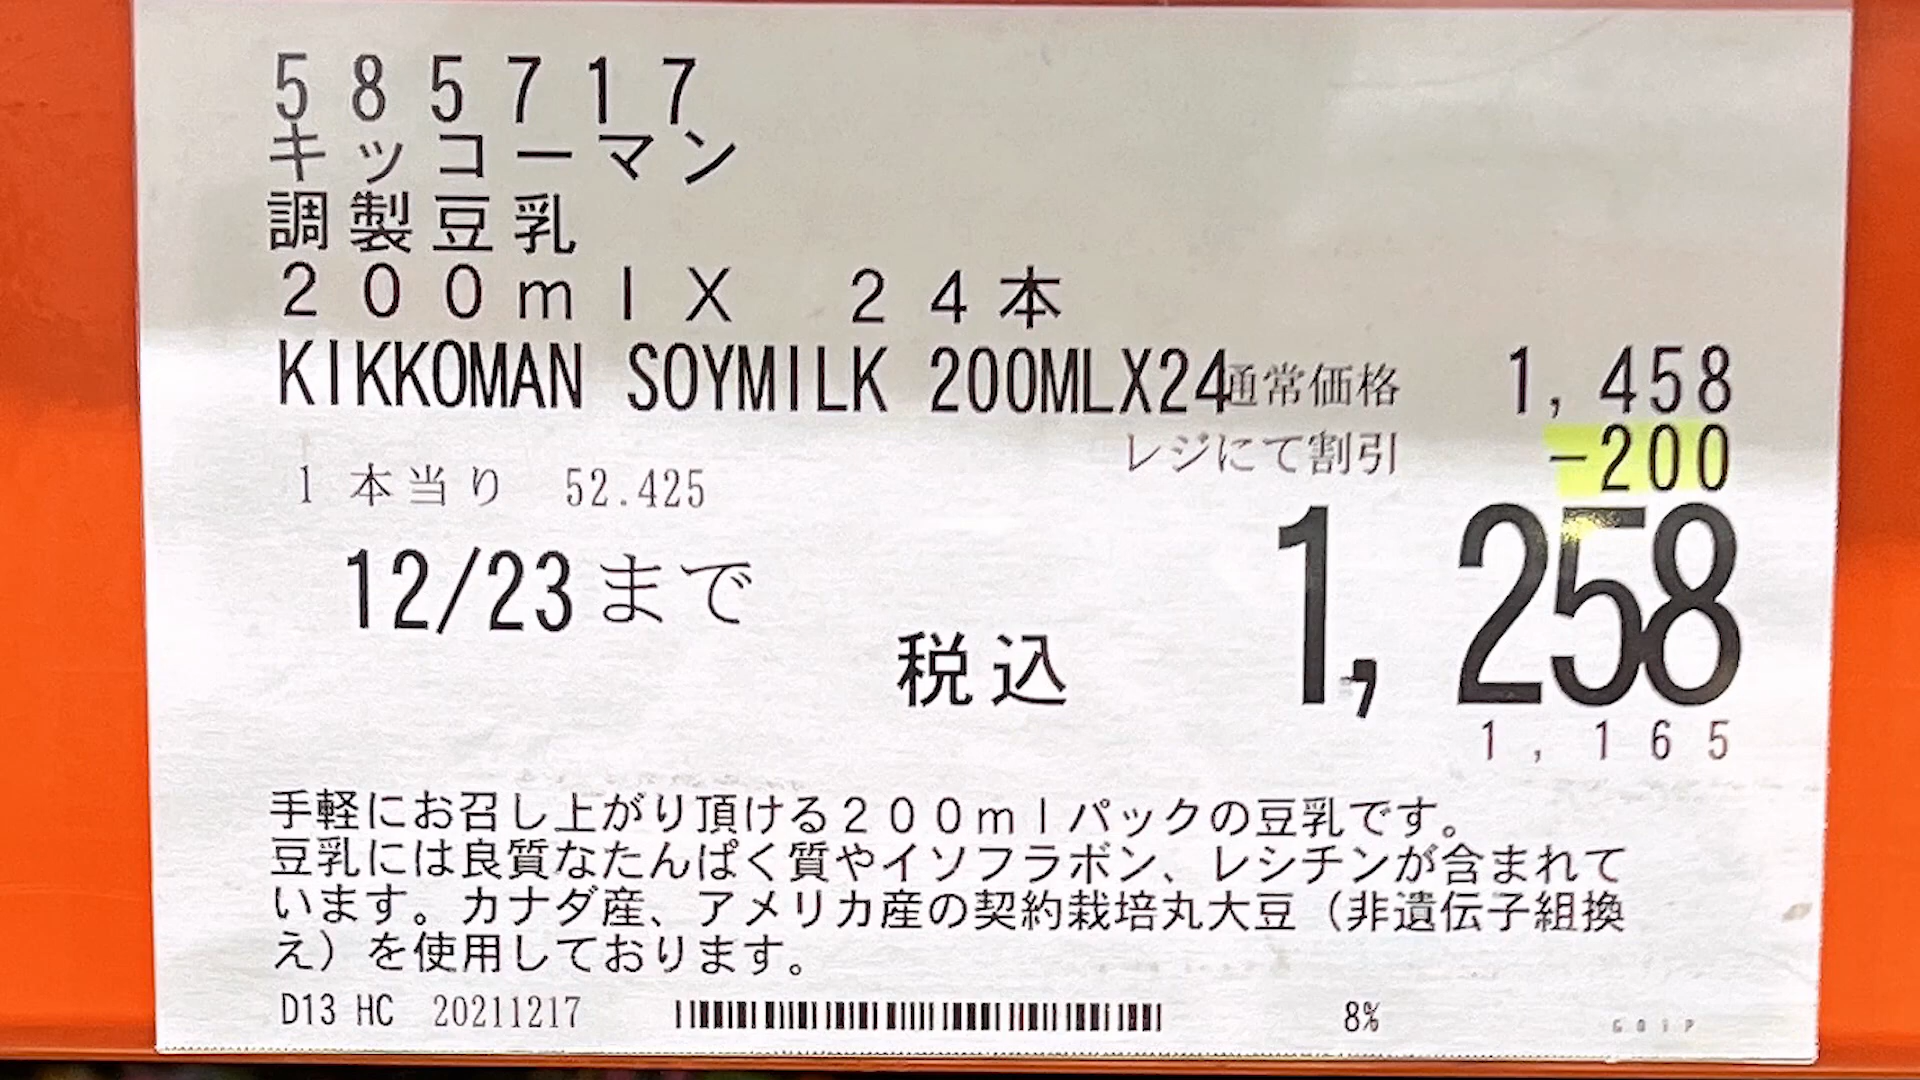 585717
キッコーマン
調製豆乳
200mlX 24本
KIKKOMAN SOYMILK 200MLX24 通常価格 1,458
レジにて割引 -200
1本当り 52.425
12/23まで
税込 1,258
1,165
手軽にお召し上がり頂ける200mlパックの豆乳です。
豆乳には良質なたんぱく質やイソフラボン、レシチンが含まれて
います。カナダ産、アメリカ産の契約栽培丸大豆（非遺伝子組換
え）を使用しております。
D13 HC 20211217 8%